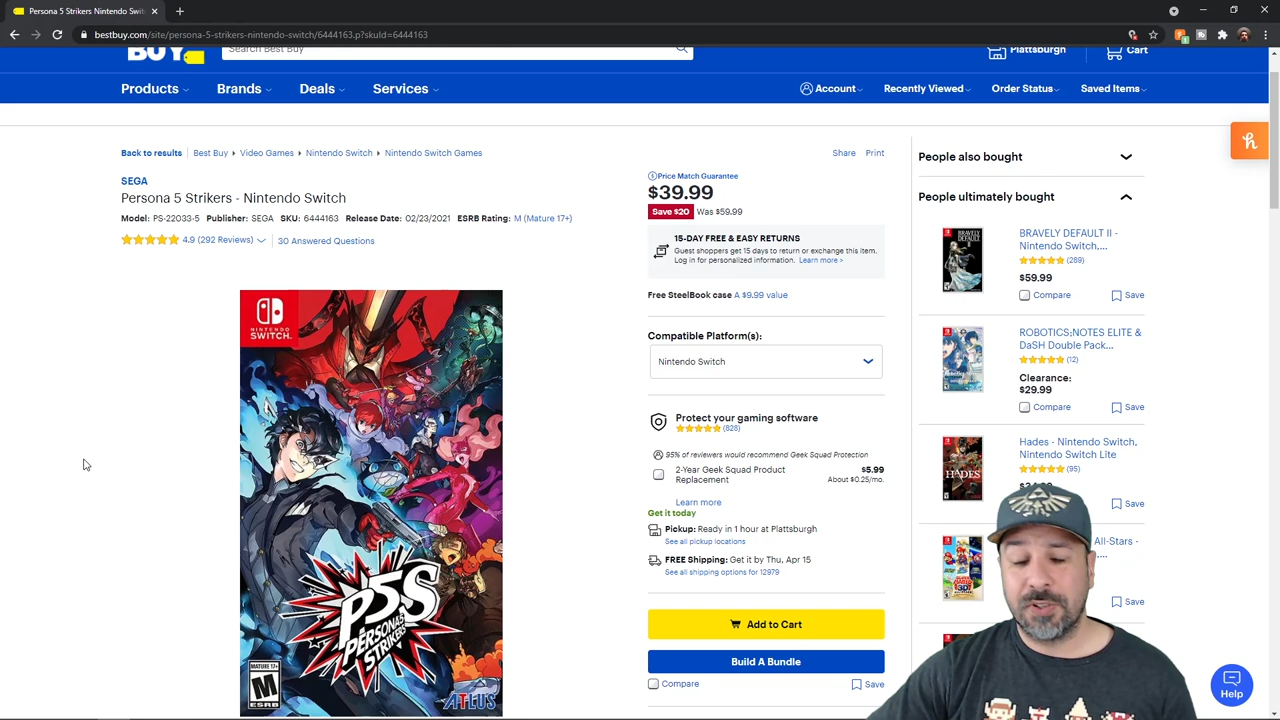 Persona 5 Strikers Nintendo Swit
bestbuy.com/site/persona-5-strikers-nintendo-switch/6444163.p?skuId=6444163
BUY
Search Best Buy
Plattsburgh
Cart
Products
Brands
Deals
Services
Account
Recently Viewed
Order Status
Saved Items
Back to results
Best Buy
Video Games
Nintendo Switch
Nintendo Switch Games
Share
Print
SEGA
Persona 5 Strikers - Nintendo Switch
Model: PS-22033-5 Publisher: SEGA SKU: 6444163 Release Date: 02/23/2021 ESRB Rating: M (Mature 17+)
4.9 (292 Reviews)
30 Answered Questions
NINTENDO
SWITCH
P5S
PERSONA5
STRIKERS
MATURE 17+
M
ESRB
ATLUS
Price Match Guarantee
$39.99
Save $20 Was $59.99
15-DAY FREE & EASY RETURNS
Guest shoppers get 15 days to return or exchange this item.
Log in for personalized information. Learn more >
Free SteelBook case A $9.99 value
Compatible Platform(s):
Nintendo Switch
Protect your gaming software
(828)
95% of reviewers would recommend Geek Squad Protection
2-Year Geek Squad Product
Replacement
$5.99
About $0.25/mo.
Learn more
Get it today
Pickup: Ready in 1 hour at Plattsburgh
See all pickup locations
FREE Shipping: Get it by Thu, Apr 15
See all shipping options for 12979
Add to Cart
Build A Bundle
Compare
Save
People also bought
People ultimately bought
BRAVELY DEFAULT II -
Nintendo Switch,...
(289)
$59.99
Compare
Save
ROBOTICS;NOTES ELITE &
DaSH Double Pack...
(12)
Clearance:
$29.99
Compare
Save
Hades - Nintendo Switch,
Nintendo Switch Lite
(95)
HADES
Save
All-Stars -
Save
Help